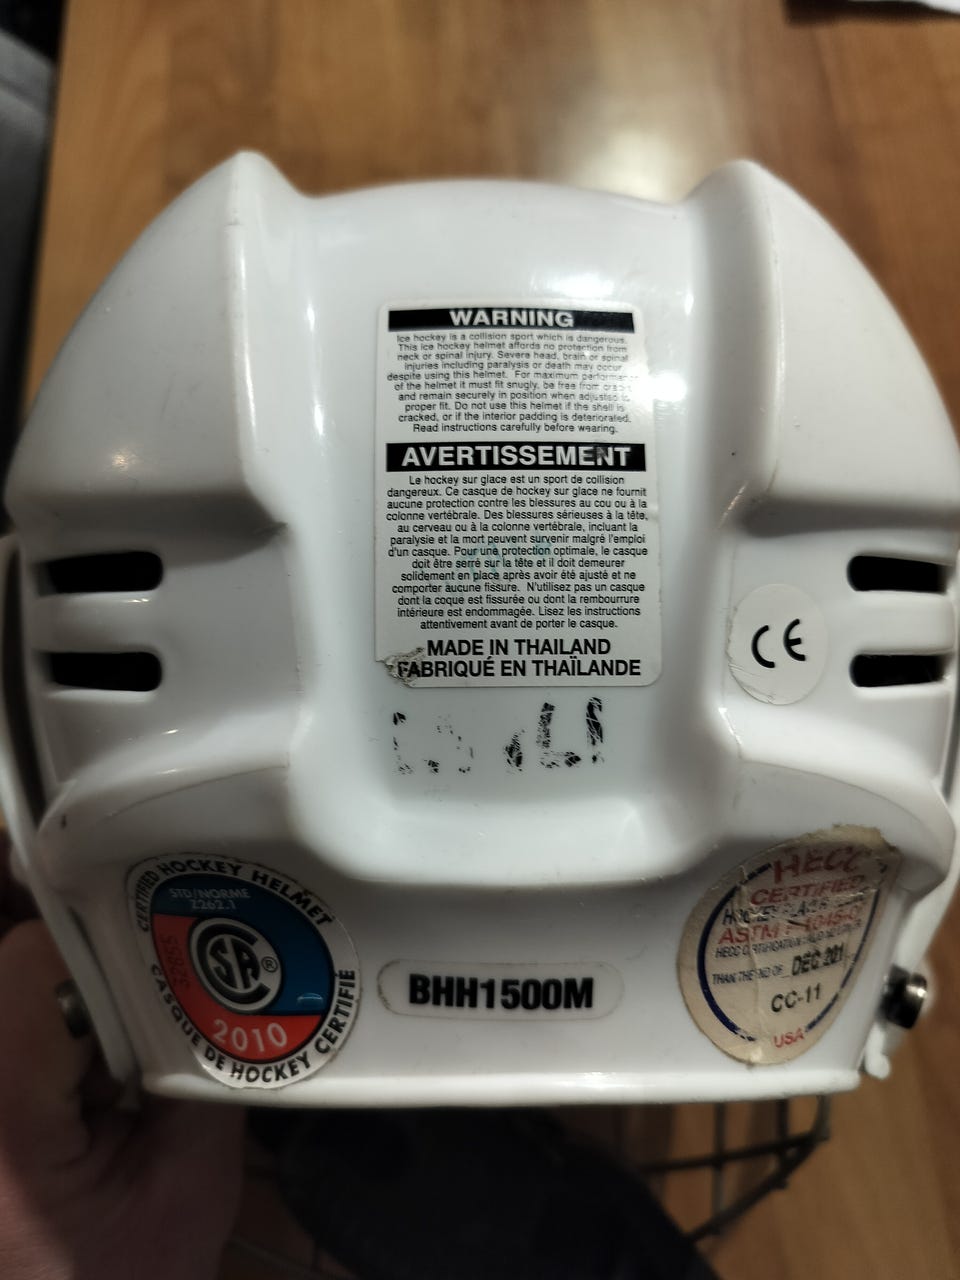 WARNING
Ice hockey is a collision sport which is dangerous.
This ice hockey helmet affords no protection from
neck or spinal injury. Severe head, brain or spinal
injuries including paralysis or death may occur
despite using this helmet. For maximum performance
of the helmet it must fit snugly, be free from
and remain securely in position when adjusted to
proper fit. Do not use this helmet if the shell is
cracked, or if the interior padding is deteriorated.
Read instructions carefully before wearing.
AVERTISSEMENT
Le hockey sur glace est un sport de collision
dangereux. Ce casque de hockey sur glace ne fournit
aucune protection contre les blessures au cou ou à la
colonne vertébrale. Des blessures sérieuses à la tête,
au cerveau ou à la colonne vertébrale, incluant la
paralysie et la mort peuvent survenir malgré l'emploi
d'un casque. Pour une protection optimale, le casque
doit être serré sur la tête et il doit demeurer
solidement en place après avoir été ajusté et ne
comporter aucune fissure. N'utilisez pas un casque
dont la coque est fissurée ou dont la rembourrure
intérieure est endommagée. Lisez les instructions
attentivement avant de porter le casque.
MADE IN THAILAND
FABRIQUÉ EN THAÏLANDE
CE
CERTIFIED HOCKEY HELMET
STD/NORME
Z262.1
32855
CSA®
2010
CASQUE DE HOCKEY CERTIFIÉ
BHH1500M
HECC
CERTIFIED
ASTM
HECC CERTIFICATION
THAN THE END OF DEC 201
CC-11
USA